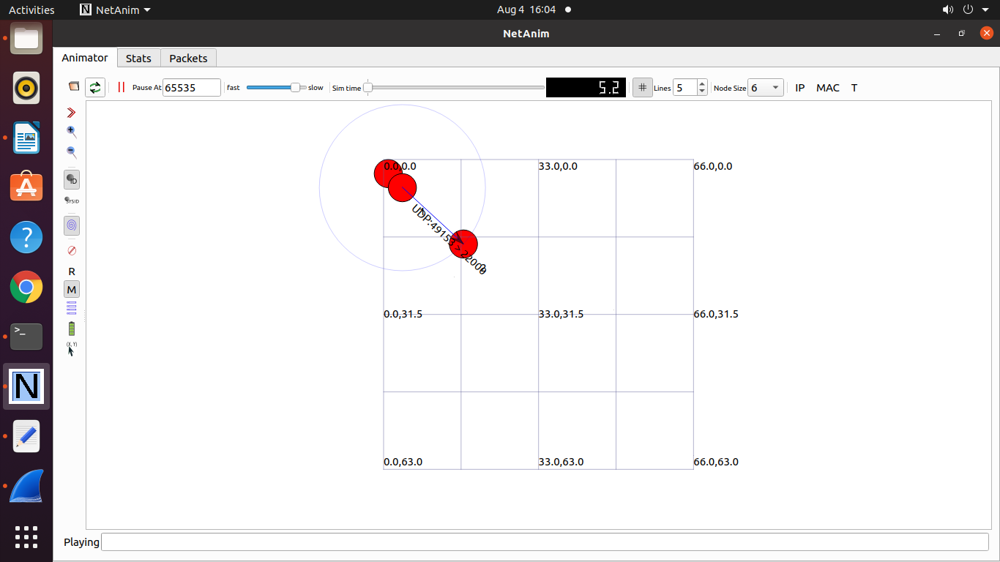 Activities NetAnim Aug 4 16:04
NetAnim
Animator Stats Packets
Pause At 65535 fast slow Sim time 5.2 # Lines 5 Node Size 6 IP MAC T
ID
SYSID
R
M
(X, Y)
0.0,0.0 33.0,0.0 66.0,0.0
UDP:49153 > 22000
0.0,31.5 33.0,31.5 66.0,31.5
0.0,63.0 33.0,63.0 66.0,63.0
>_
N
?
Playing